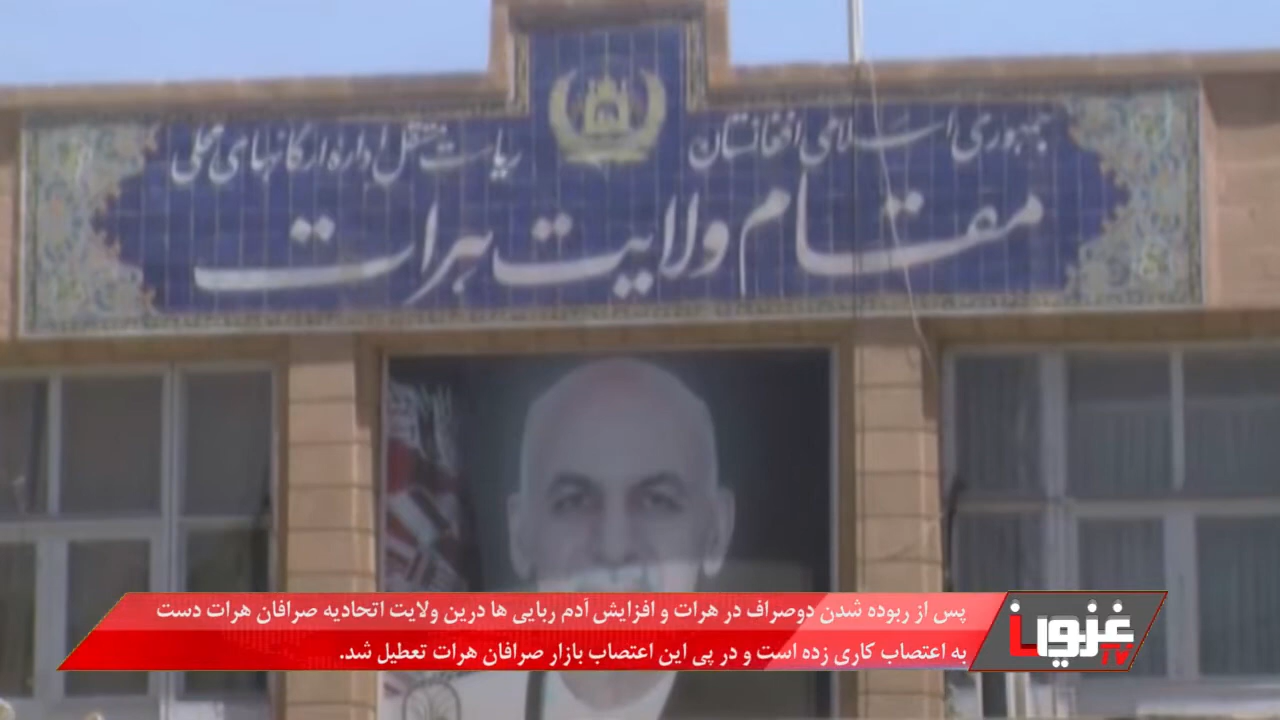 جمهوری اسلامی افغانستان
ریاست مستقل اداره ارگانهای محلی
مقام ولایت هرات
پس از ربوده شدن دوصراف در هرات و افزایش آدم ربایی ها درین ولایت اتحادیه صرافان هرات دست
به اعتصاب کاری زده است و در پی این اعتصاب بازار صرافان هرات تعطیل شد.
غزنویان
TV